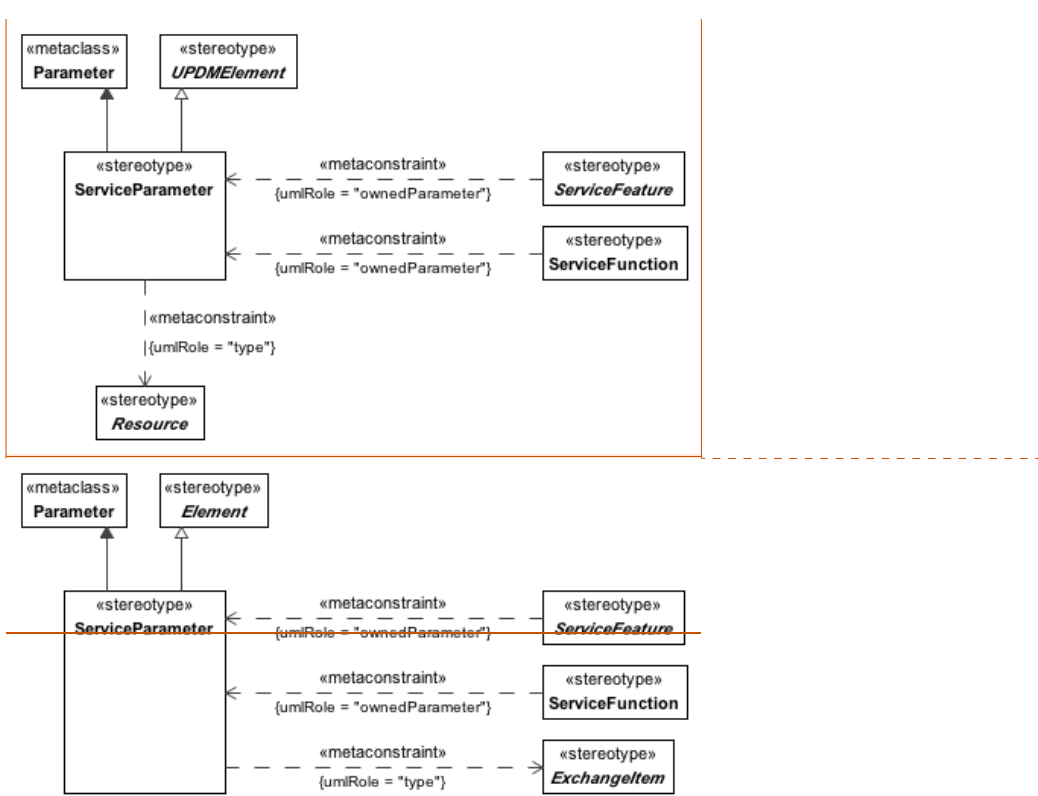 «metaclass»
Parameter
«stereotype»
UPDMElement
«stereotype»
ServiceParameter
«metaconstraint»
{umlRole = "ownedParameter"}
«stereotype»
ServiceFeature
«metaconstraint»
{umlRole = "ownedParameter"}
«stereotype»
ServiceFunction
«metaconstraint»
{umlRole = "type"}
«stereotype»
Resource
«metaclass»
Parameter
«stereotype»
Element
«stereotype»
ServiceParameter
«metaconstraint»
{umlRole = "ownedParameter"}
«stereotype»
ServiceFeature
«metaconstraint»
{umlRole = "ownedParameter"}
«stereotype»
ServiceFunction
«metaconstraint»
{umlRole = "type"}
«stereotype»
ExchangeItem